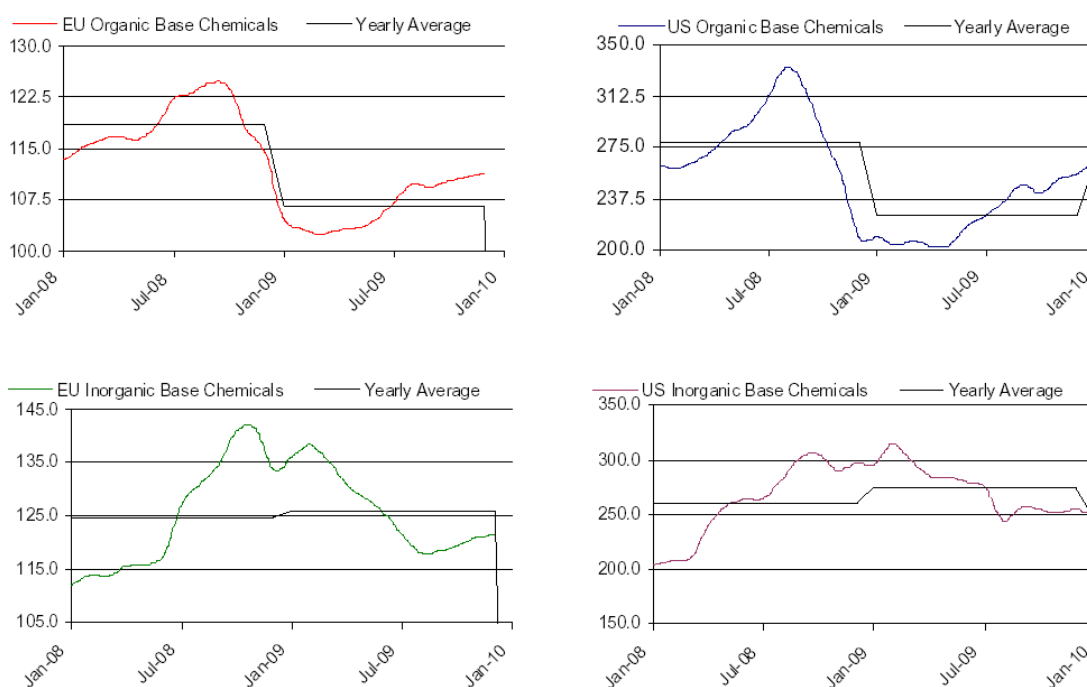 EU Organic Base Chemicals Yearly Average
130.0
122.5
115.0
107.5
100.0
Jan-08 Jul-08 Jan-09 Jul-09 Jan-10
US Organic Base Chemicals Yearly Average
350.0
312.5
275.0
237.5
200.0
Jan-08 Jul-08 Jan-09 Jul-09 Jan-10
EU Inorganic Base Chemicals Yearly Average
145.0
135.0
125.0
115.0
105.0
Jan-08 Jul-08 Jan-09 Jul-09 Jan-10
US Inorganic Base Chemicals Yearly Average
350.0
300.0
250.0
200.0
150.0
Jan-08 Jul-08 Jan-09 Jul-09 Jan-10